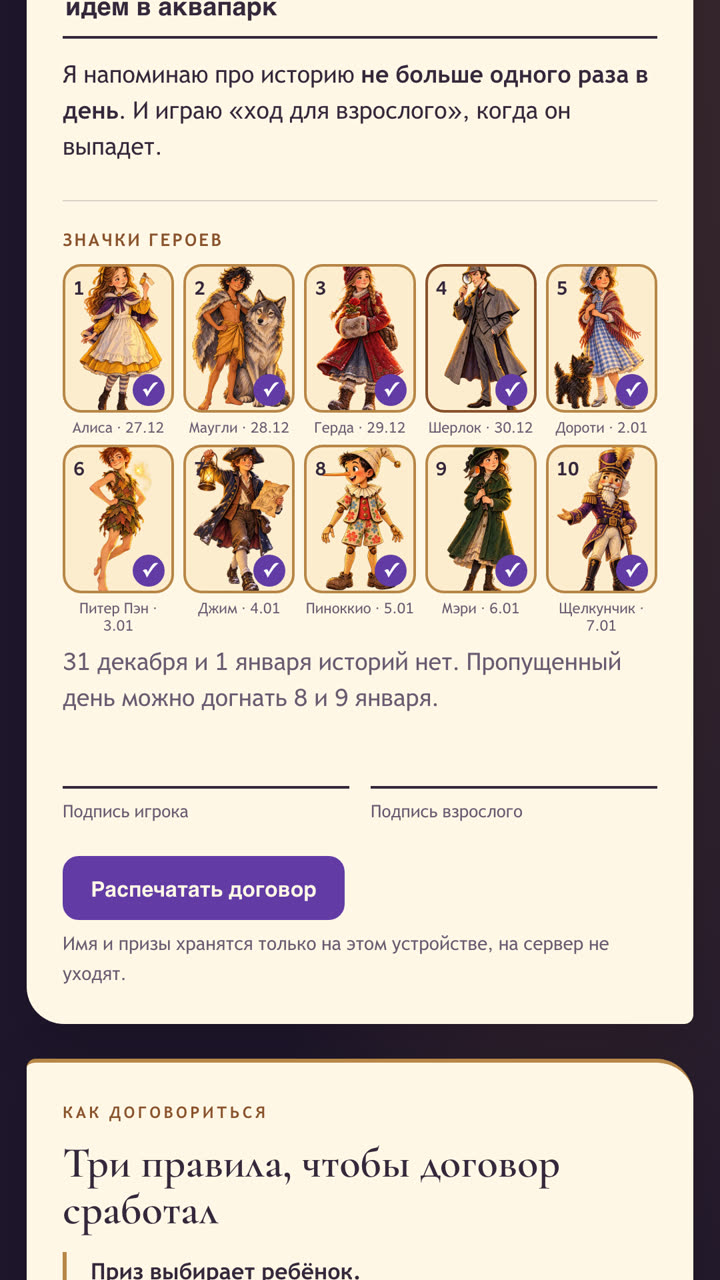 идём в аквапарк
Я напоминаю про историю не больше одного раза в
день. И играю «ход для взрослого», когда он
выпадет.
ЗНАЧКИ ГЕРОЕВ
1
2
3
4
5
Алиса · 27.12
Маугли · 28.12
Герда · 29.12
Шерлок · 30.12
Дороти · 2.01
6
7
8
9
10
Питер Пэн ·
3.01
Джим · 4.01
Пиноккио · 5.01
Мэри · 6.01
Щелкунчик ·
7.01
31 декабря и 1 января историй нет. Пропущенный
день можно догнать 8 и 9 января.
Подпись игрока
Подпись взрослого
Распечатать договор
Имя и призы хранятся только на этом устройстве, на сервер не
уходят.
КАК ДОГОВОРИТЬСЯ
Три правила, чтобы договор
сработал
Приз выбирает ребёнок.